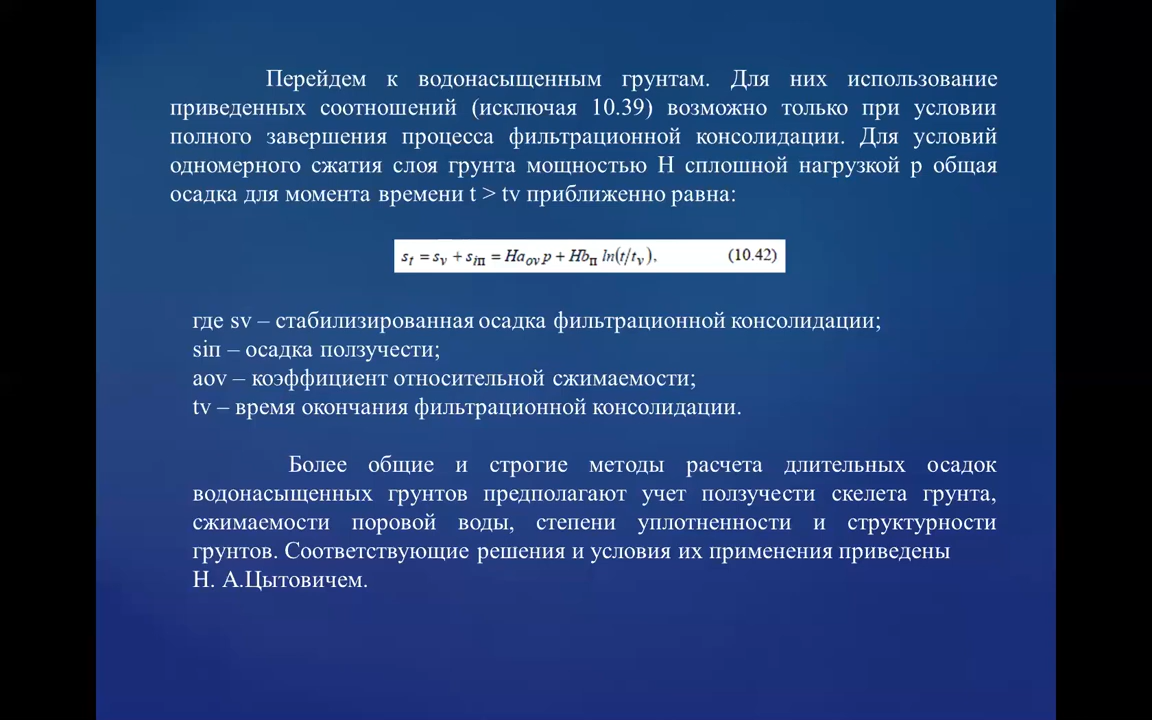 Перейдем к водонасыщенным грунтам. Для них использование
приведенных соотношений (исключая 10.39) возможно только при условии
полного завершения процесса фильтрационной консолидации. Для условий
одномерного сжатия слоя грунта мощностью Н сплошной нагрузкой р общая
осадка для момента времени t > tv приближенно равна:
s_t = s_v + s_iп = Ha_ov p + Hb_п ln(t/t_v), (10.42)
где sv – стабилизированная осадка фильтрационной консолидации;
siп – осадка ползучести;
aov – коэффициент относительной сжимаемости;
tv – время окончания фильтрационной консолидации.
Более общие и строгие методы расчета длительных осадок
водонасыщенных грунтов предполагают учет ползучести скелета грунта,
сжимаемости поровой воды, степени уплотненности и структурности
грунтов. Соответствующие решения и условия их применения приведены
Н. А.Цытовичем.